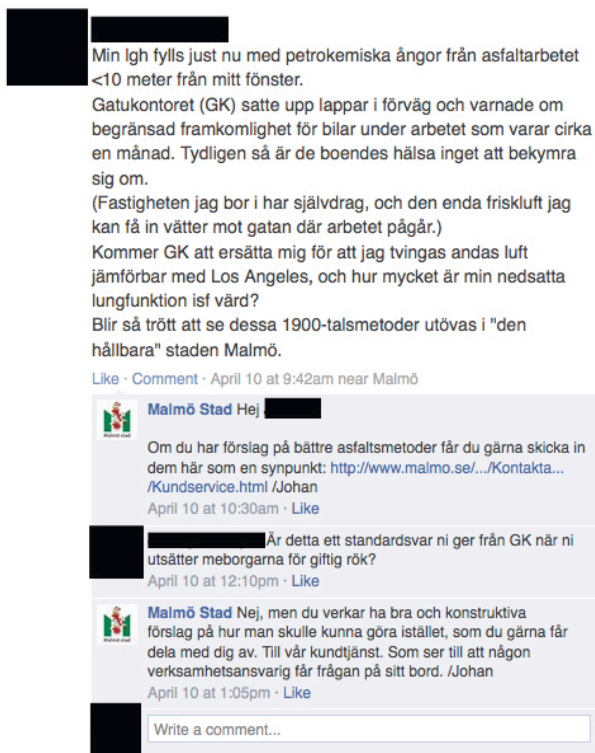 Min lgh fylls just nu med petrokemiska ångor från asfaltarbetet
<10 meter från mitt fönster.
Gatukontoret (GK) satte upp lappar i förväg och varnade om
begränsad framkomlighet för bilar under arbetet som varar cirka
en månad. Tydligen så är de boendes hälsa inget att bekymra
sig om.
(Fastigheten jag bor i har självdrag, och den enda friskluft jag
kan få in vätter mot gatan där arbetet pågår.)
Kommer GK att ersätta mig för att jag tvingas andas luft
jämförbar med Los Angeles, och hur mycket är min nedsatta
lungfunktion isf värd?
Blir så trött att se dessa 1900-talsmetoder utövas i "den
hållbara" staden Malmö.
Like · Comment · April 10 at 9:42am near Malmö
Malmö Stad Hej
Malmö stad
Om du har förslag på bättre asfaltsmetoder får du gärna skicka in
dem här som en synpunkt: http://www.malmo.se/.../Kontakta...
/Kundservice.html /Johan
April 10 at 10:30am · Like
Är detta ett standardsvar ni ger från GK när ni
utsätter meborgarna för giftig rök?
April 10 at 12:10pm · Like
Malmö Stad Nej, men du verkar ha bra och konstruktiva
förslag på hur man skulle kunna göra istället, som du gärna får
Malmö stad
dela med dig av. Till vår kundtjänst. Som ser till att någon
verksamhetsansvarig får frågan på sitt bord. /Johan
April 10 at 1:05pm · Like
Write a comment...